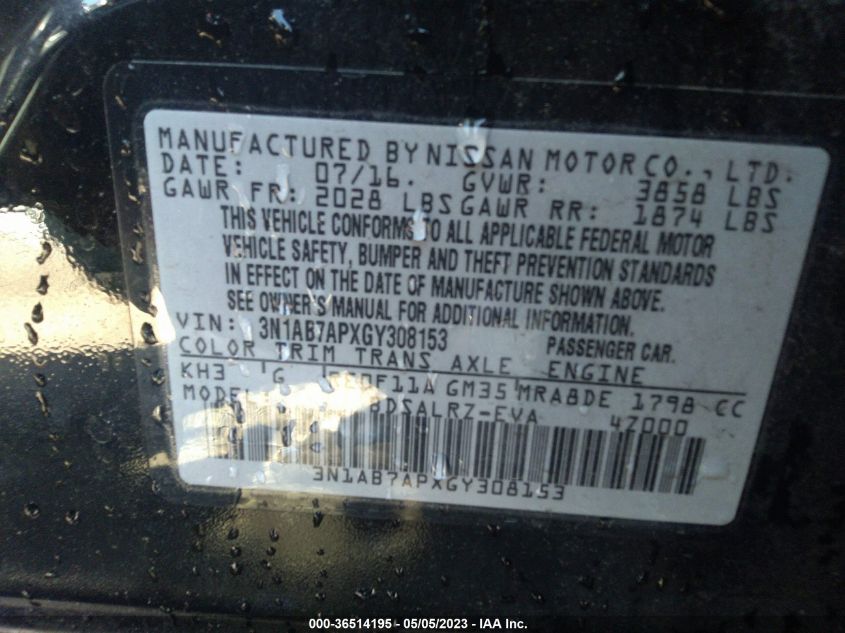 MANUFACTURED BY NISSAN MOTOR CO., LTD.
DATE: 07/16. GVWR: 3858 LBS
GAWR FR: 2028 LBS GAWR RR: 1874 LBS
THIS VEHICLE CONFORMS TO ALL APPLICABLE FEDERAL MOTOR
VEHICLE SAFETY, BUMPER AND THEFT PREVENTION STANDARDS
IN EFFECT ON THE DATE OF MANUFACTURE SHOWN ABOVE.
SEE OWNER'S MANUAL FOR ADDITIONAL INFORMATION.
VIN: 3N1AB7APXGY308153 PASSENGER CAR.
COLOR TRIM TRANS AXLE ENGINE
KH3 G GM35 MRA8DE 1798 CC
MODEL 4Z000
3N1AB7APXGY308153
000-36514195 - 05/05/2023 - IAA Inc.